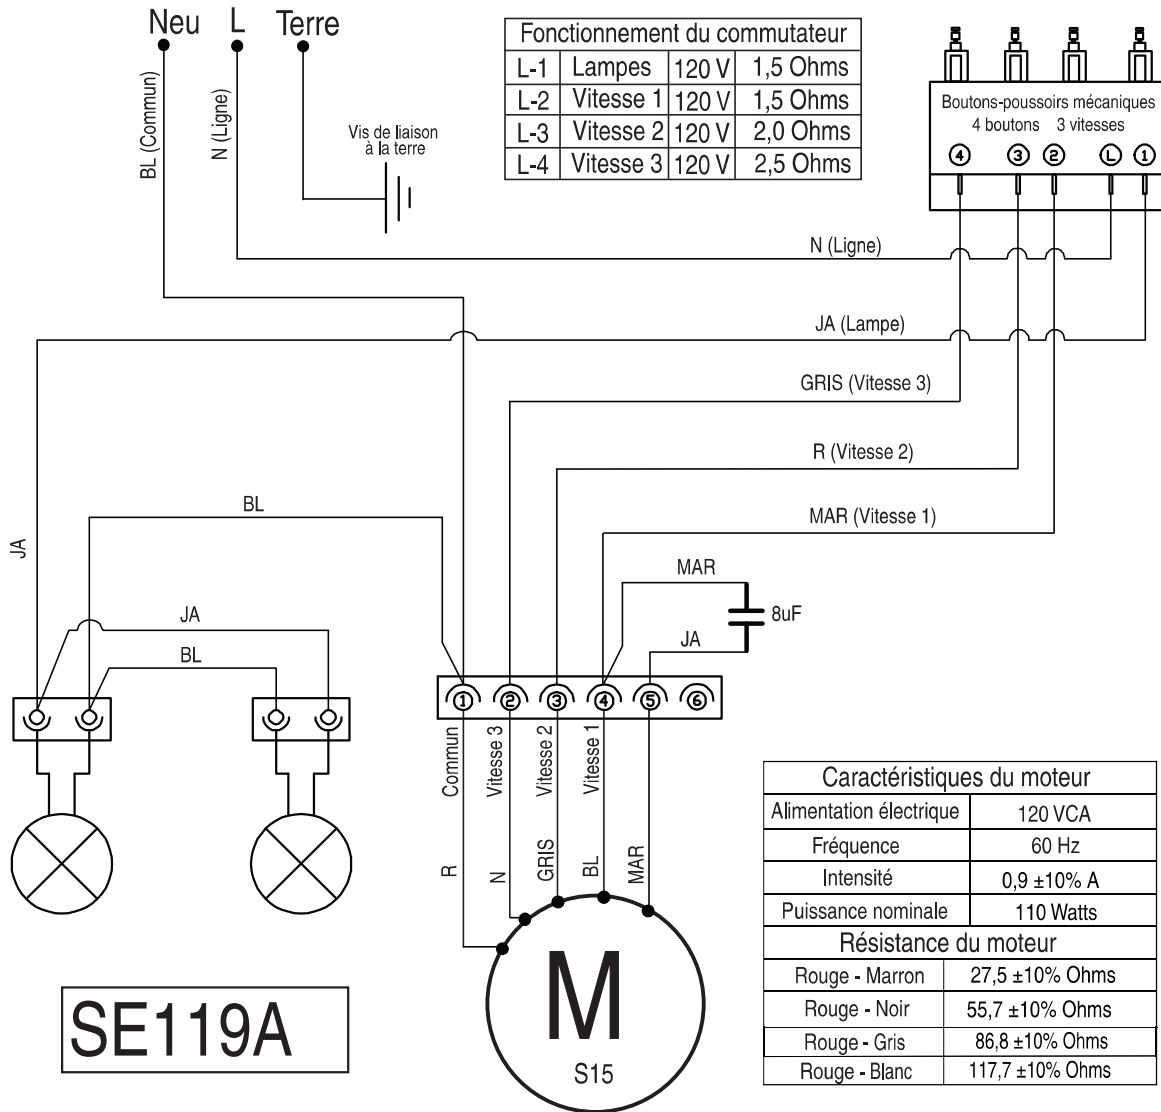 Neu L Terre
BL (Commun)
N (Ligne)
Vis de liaison
à la terre
Fonctionnement du commutateur
L-1 Lampes 120 V 1,5 Ohms
L-2 Vitesse 1 120 V 1,5 Ohms
L-3 Vitesse 2 120 V 2,0 Ohms
L-4 Vitesse 3 120 V 2,5 Ohms
Boutons-poussoirs mécaniques
4 boutons 3 vitesses
4 3 2 L 1
N (Ligne)
JA (Lampe)
GRIS (Vitesse 3)
R (Vitesse 2)
MAR (Vitesse 1)
BL
JA
MAR
8uF
JA
JA
BL
1 2 3 4 5 6
Commun
Vitesse 3
Vitesse 2
Vitesse 1
R
N
GRIS
BL
MAR
M
S15
SE119A
Caractéristiques du moteur
Alimentation électrique 120 VCA
Fréquence 60 Hz
Intensité 0,9 ±10% A
Puissance nominale 110 Watts
Résistance du moteur
Rouge - Marron 27,5 ±10% Ohms
Rouge - Noir 55,7 ±10% Ohms
Rouge - Gris 86,8 ±10% Ohms
Rouge - Blanc 117,7 ±10% Ohms